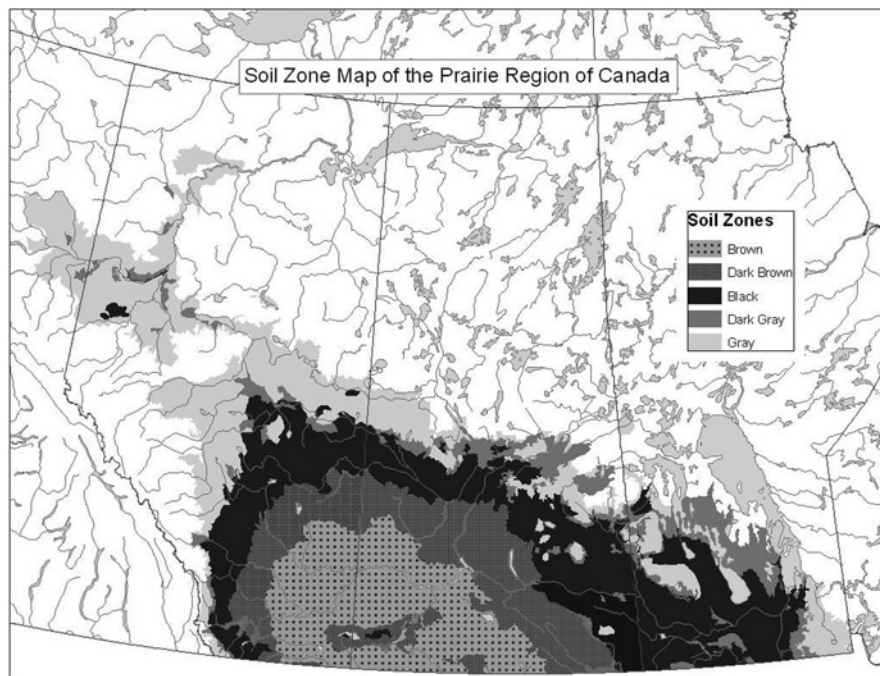 Soil Zone Map of the Prairie Region of Canada
Soil Zones
Brown
Dark Brown
Black
Dark Gray
Gray